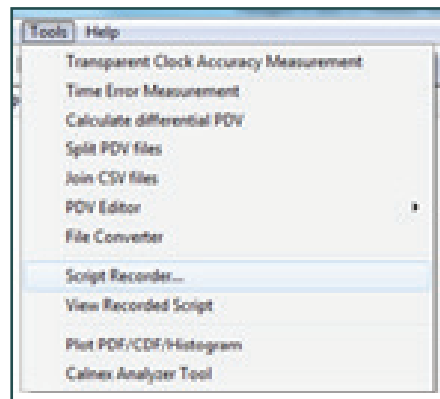 Tools Help
Transparent Clock Accuracy Measurement
Time Error Measurement
Calculate differential PDV
Split PDV files
Join CSV files
PDV Editor
File Converter
Script Recorder...
View Recorded Script
Plot PDF/CDF/Histogram
Calnex Analyzer Tool